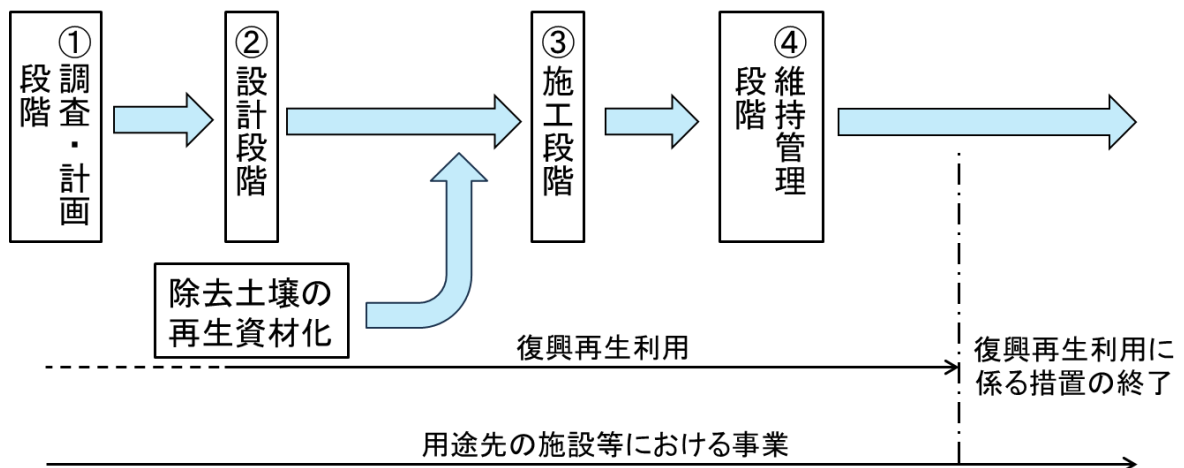 ①調査・計画
段階
②設計段階
③施工段階
④維持管理
段階
除去土壌の
再生資材化
復興再生利用
復興再生利用に
係る措置の終了
用途先の施設等における事業